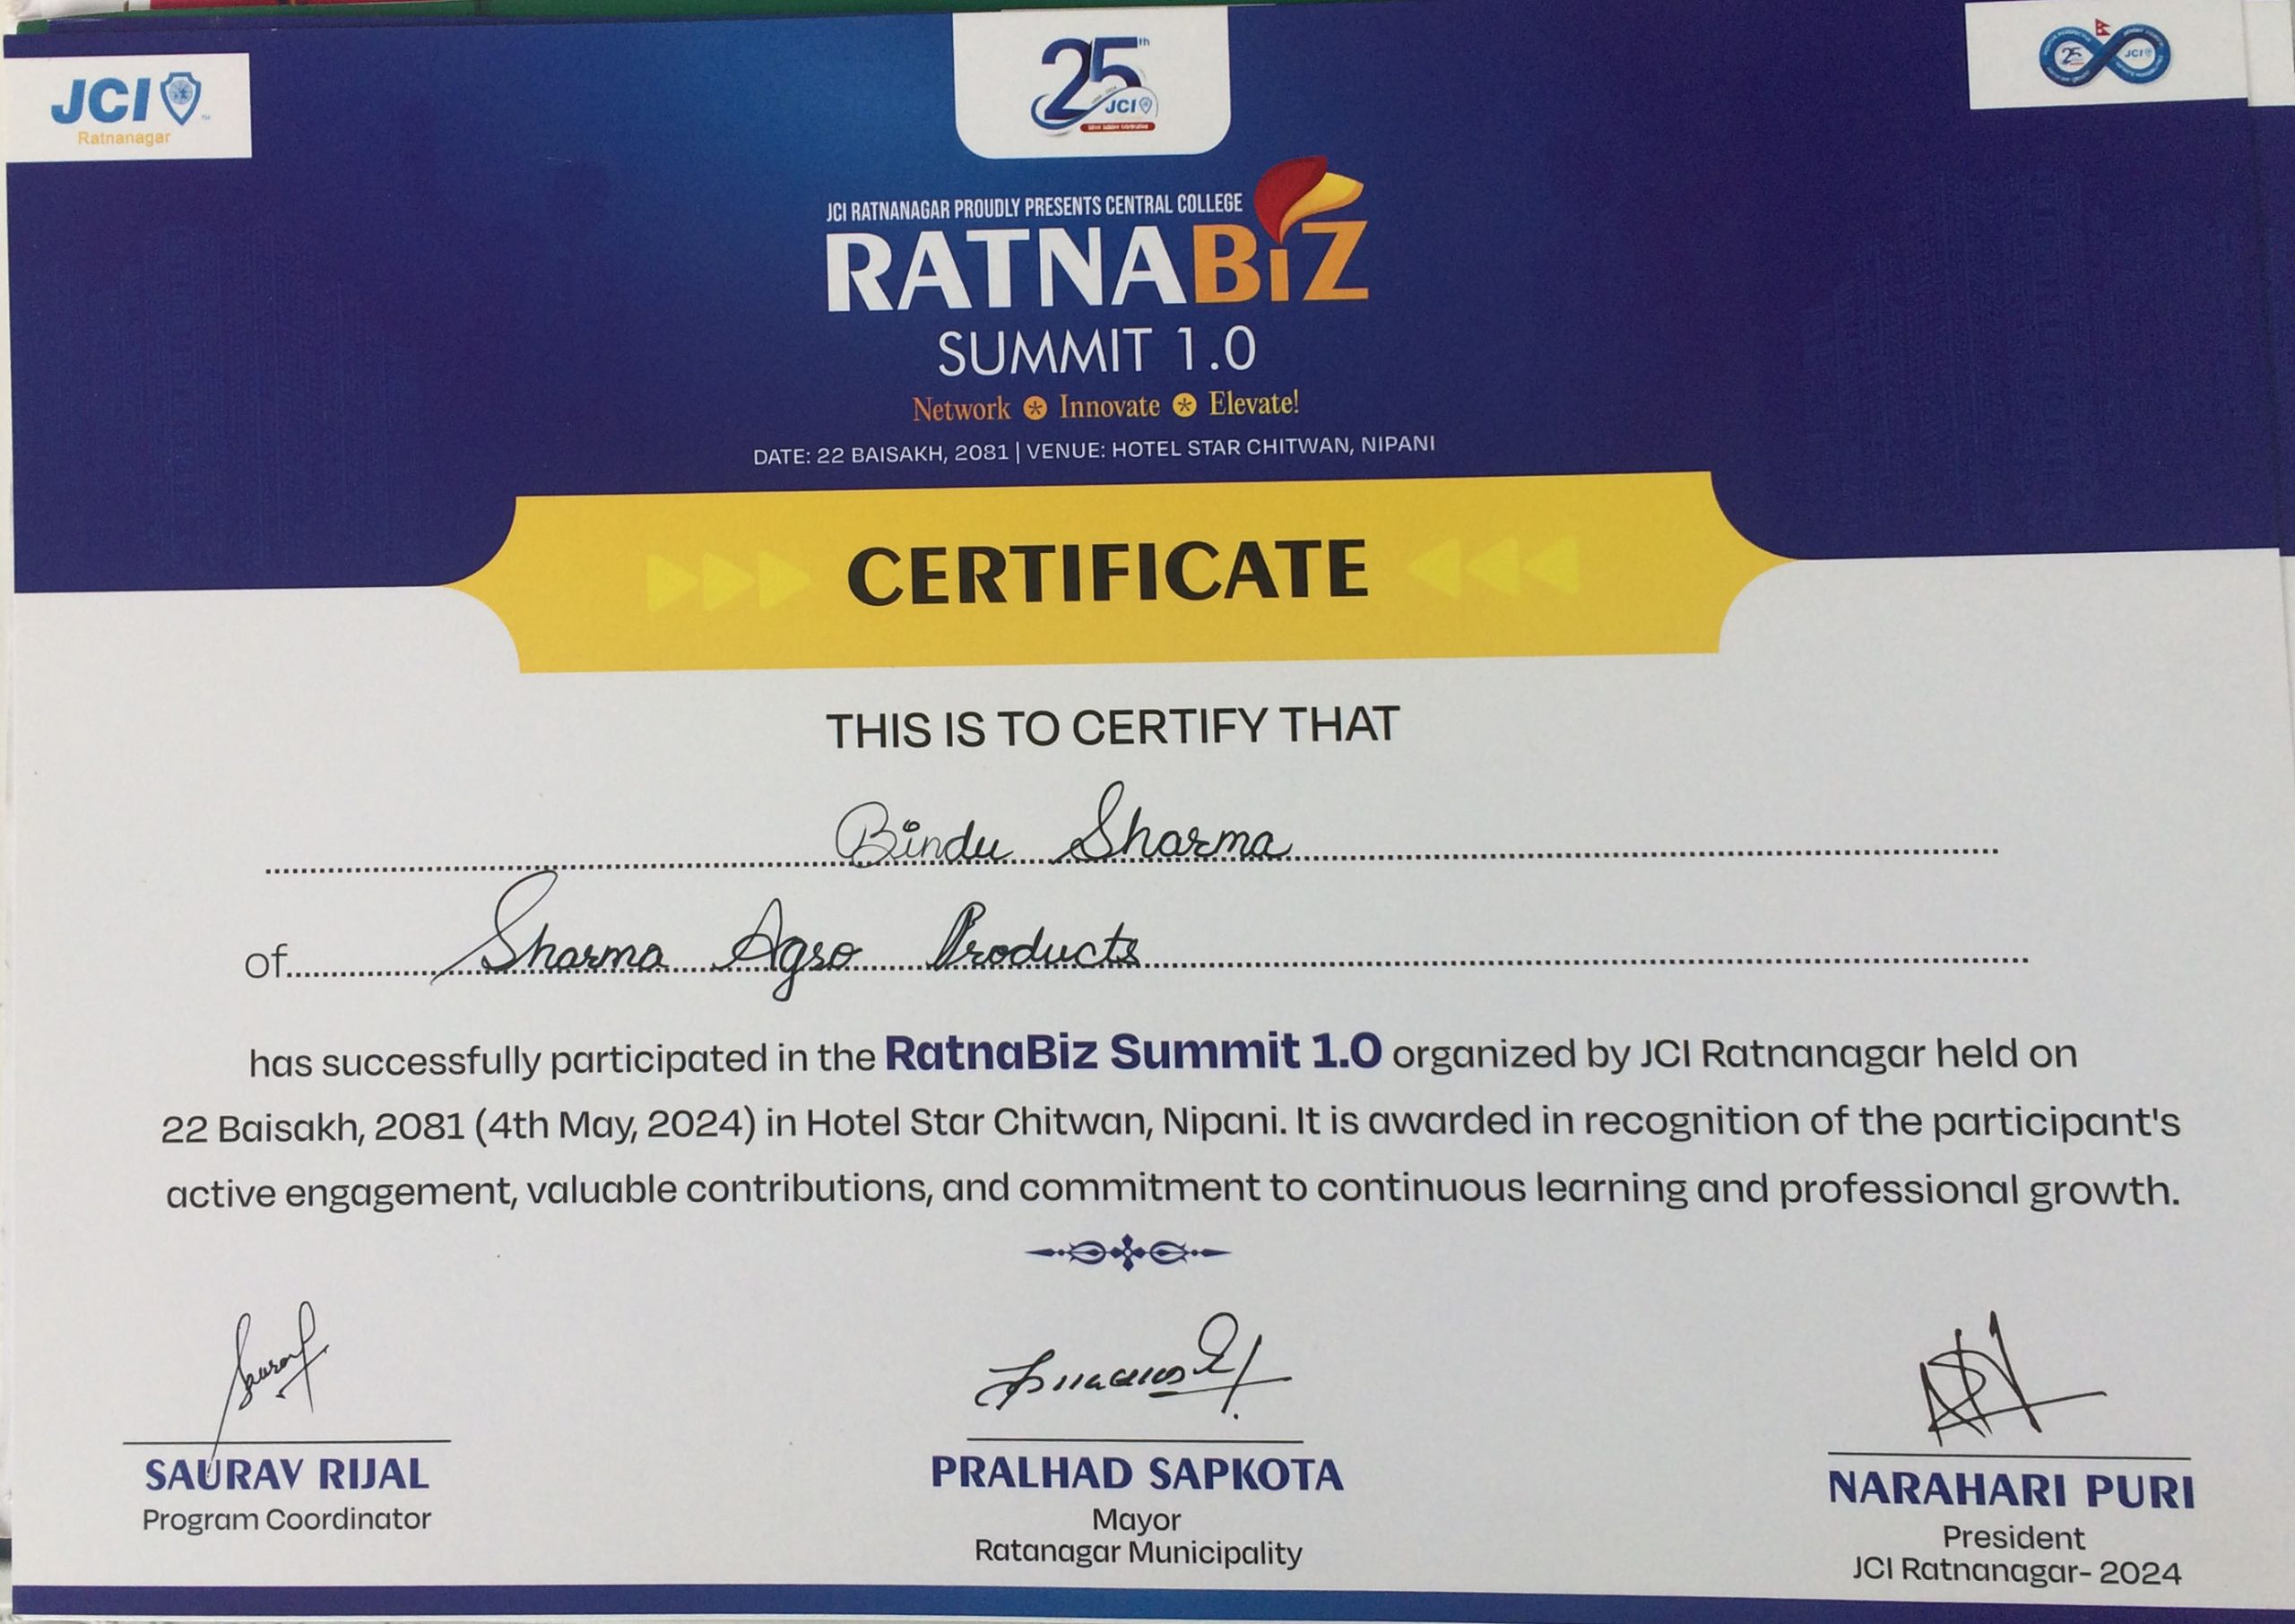 JCI
Ratnanagar
25th
JCI
25
JCI
JCI RATNANAGAR PROUDLY PRESENTS CENTRAL COLLEGE
RATNABiZ
SUMMIT 1.0
Network Innovate Elevate!
DATE: 22 BAISAKH, 2081 | VENUE: HOTEL STAR CHITWAN, NIPANI
CERTIFICATE
THIS IS TO CERTIFY THAT
Bindu Sharma
of Sharma Agro Products
has successfully participated in the RatnaBiz Summit 1.0 organized by JCI Ratnanagar held on
22 Baisakh, 2081 (4th May, 2024) in Hotel Star Chitwan, Nipani. It is awarded in recognition of the participant's
active engagement, valuable contributions, and commitment to continuous learning and professional growth.
SAURAV RIJAL
Program Coordinator
PRALHAD SAPKOTA
Mayor
Ratanagar Municipality
NARAHARI PURI
President
JCI Ratnanagar- 2024